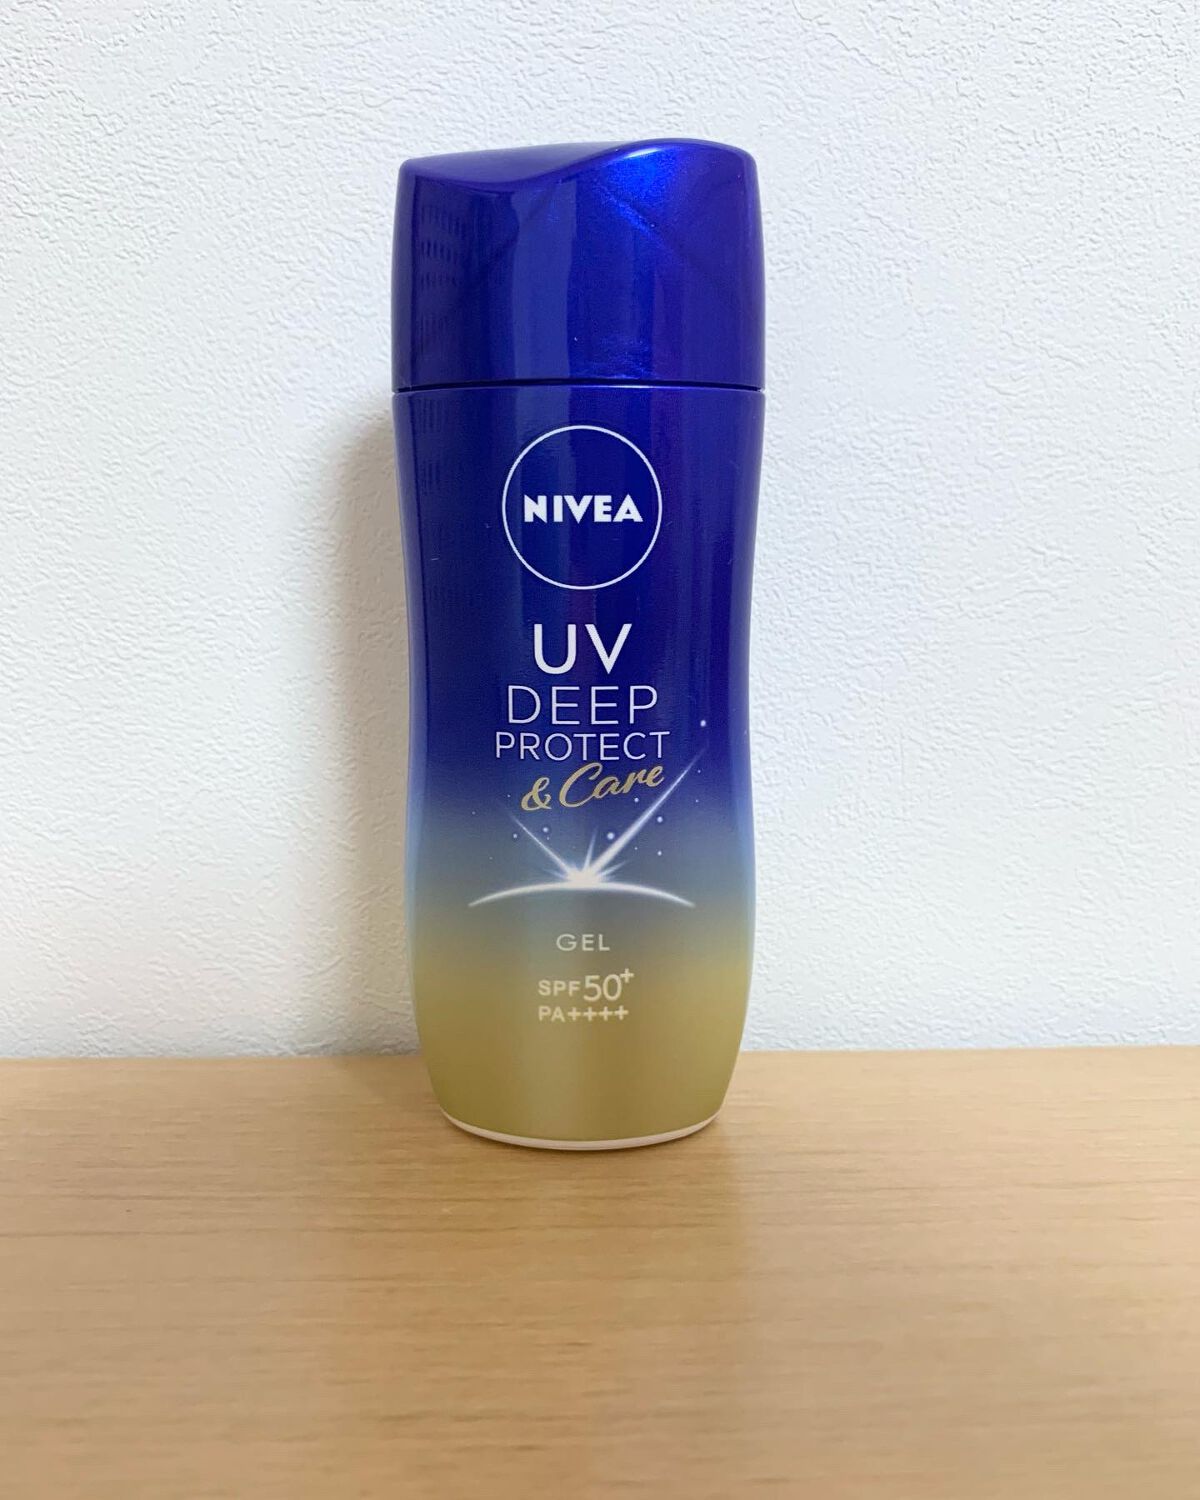 NIVEA
UV
DEEP
PROTECT
& Care
GEL
SPF50+
PA++++